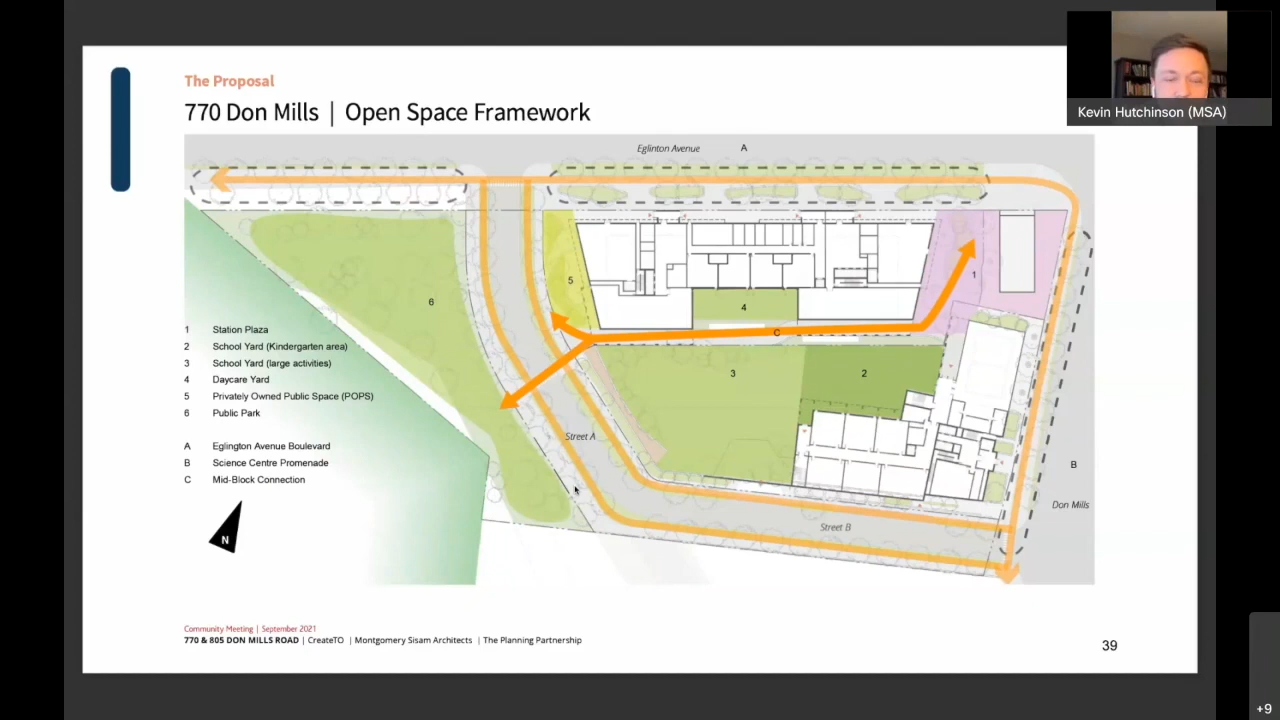 Kevin Hutchinson (MSA)
The Proposal
770 Don Mills | Open Space Framework
Eglinton Avenue A
1
5
6
4
C
3
2
1 Station Plaza
2 School Yard (Kindergarten area)
3 School Yard (large activities)
4 Daycare Yard
5 Privately Owned Public Space (POPS)
6 Public Park
A Eglington Avenue Boulevard
B Science Centre Promenade
C Mid-Block Connection
Street A
B
Don Mills
Street B
N
Community Meeting | September 2021
770 & 805 DON MILLS ROAD | CreateTO | Montgomery Sisam Architects | The Planning Partnership
39
+9